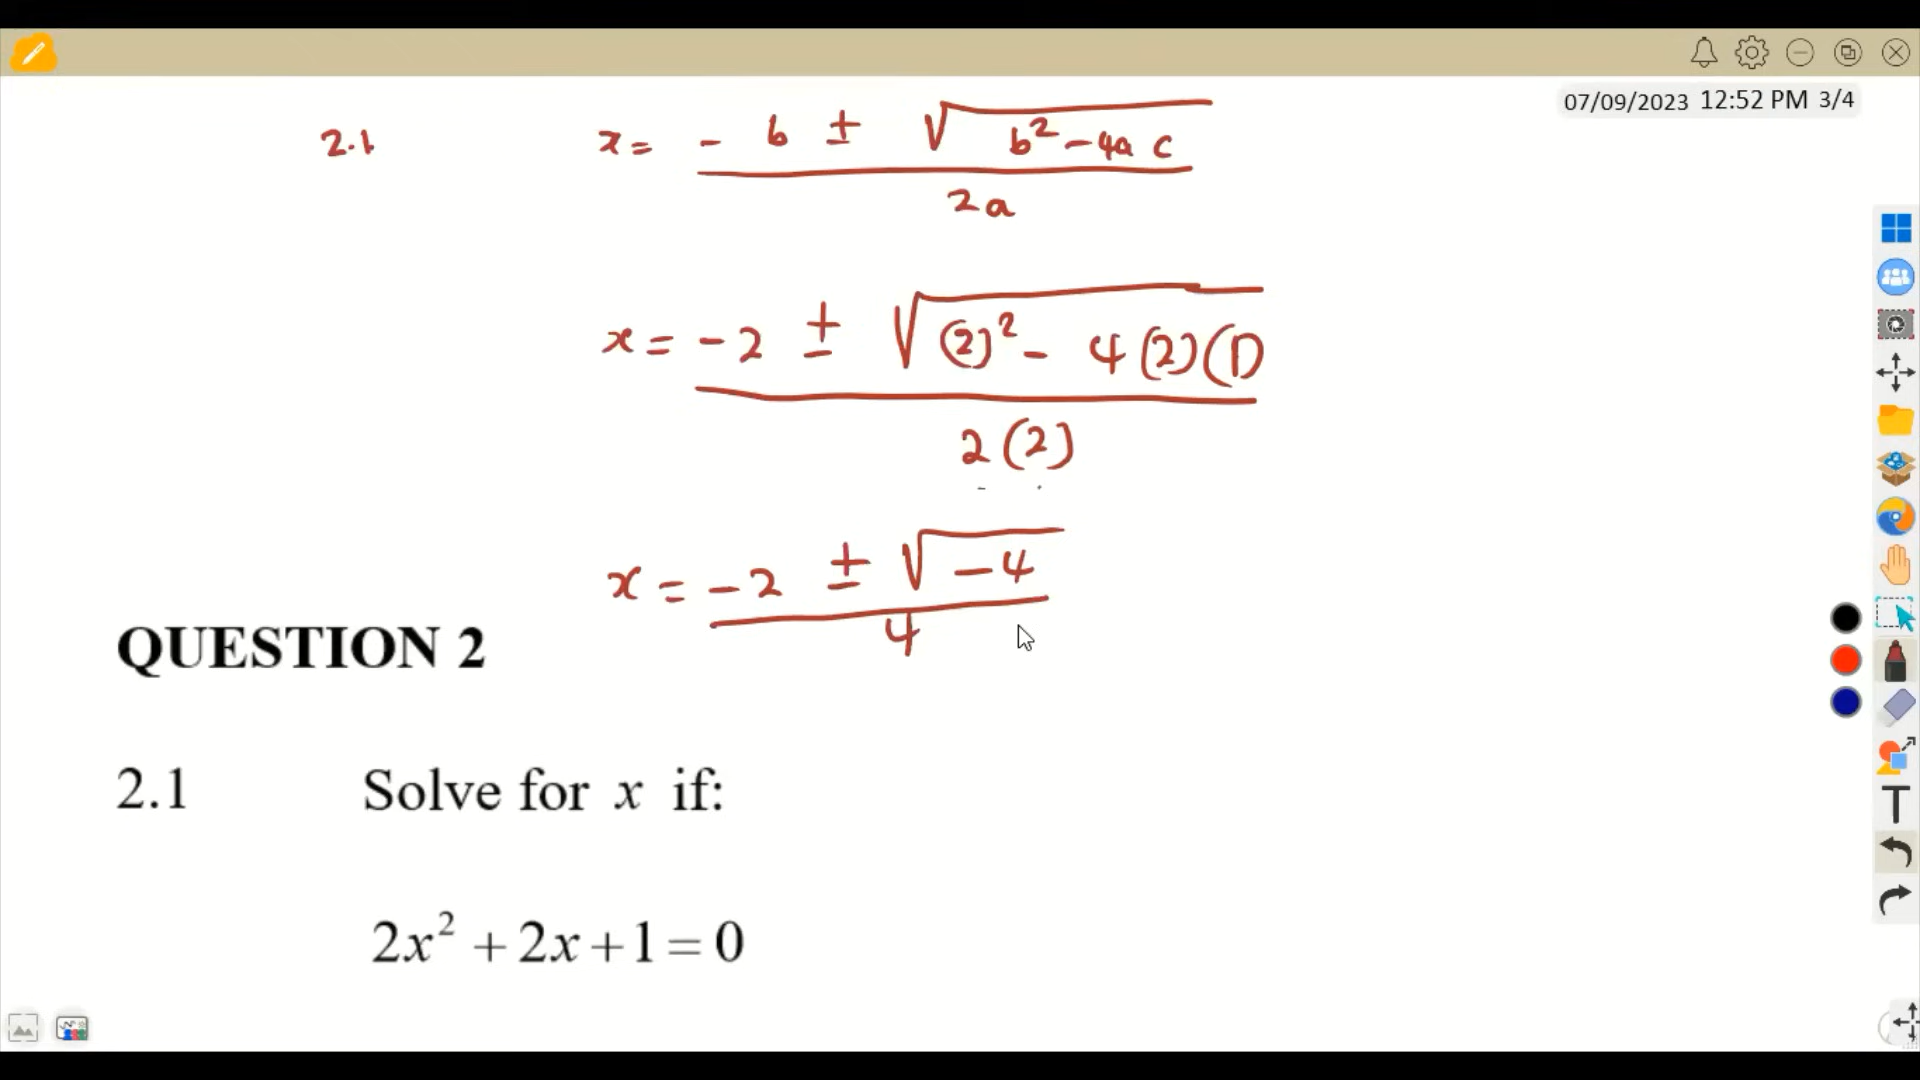 07/09/2023 12:52 PM 3/4
2.1 x = - b ± √ b² - 4a c
2a
x = -2 ± √ (2)² - 4 (2)(1)
2 (2)
x = -2 ± √ -4
4
QUESTION 2
2.1 Solve for x if:
2x² + 2x + 1 = 0
T